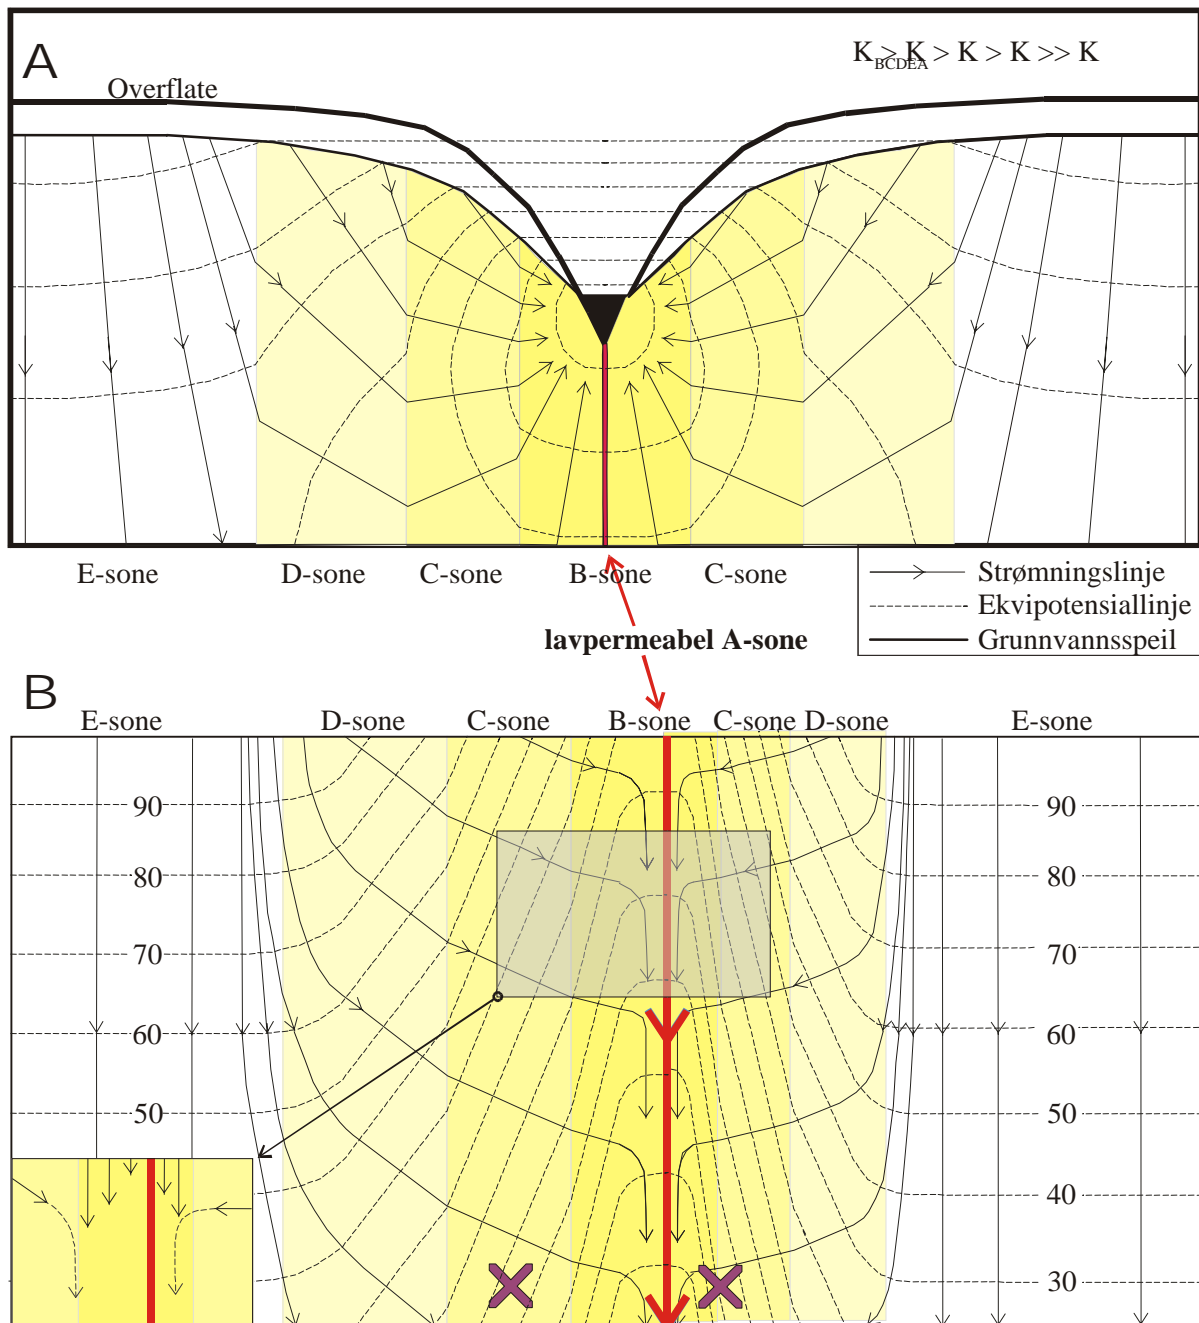 A
K > K > K > K >> K
BCDEA
Overflate
E-sone D-sone C-sone B-sone C-sone
Strømningslinje
Ekvipotensiallinje
Grunnvannsspeil
lavpermeabel A-sone
B
E-sone D-sone C-sone B-sone C-sone D-sone E-sone
90 90
80 80
70 70
60 60
50 50
40
30